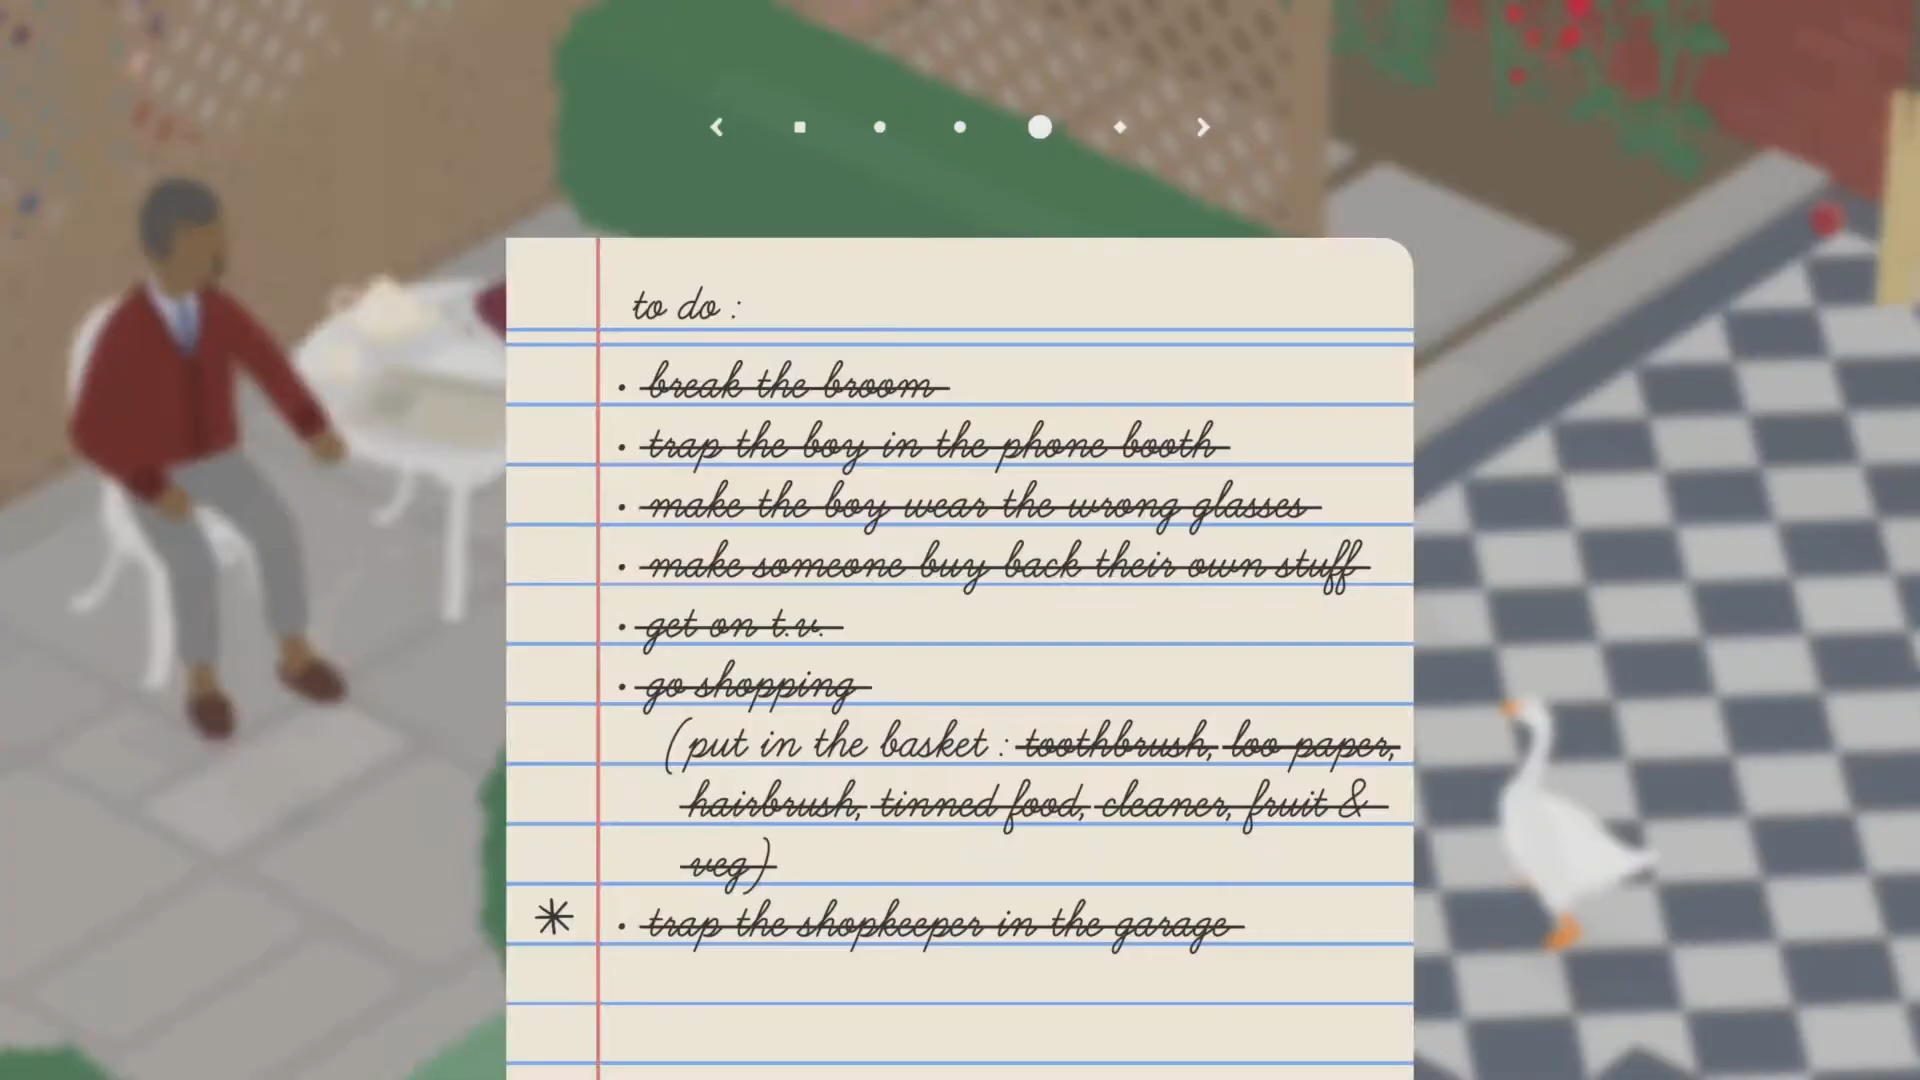 to do :
• break the broom
• trap the boy in the phone booth
• make the boy wear the wrong glasses
• make someone buy back their own stuff
• get on t.v.
• go shopping
(put in the basket : toothbrush, loo paper,
hairbrush, tinned food, cleaner, fruit &
veg)
• trap the shopkeeper in the garage